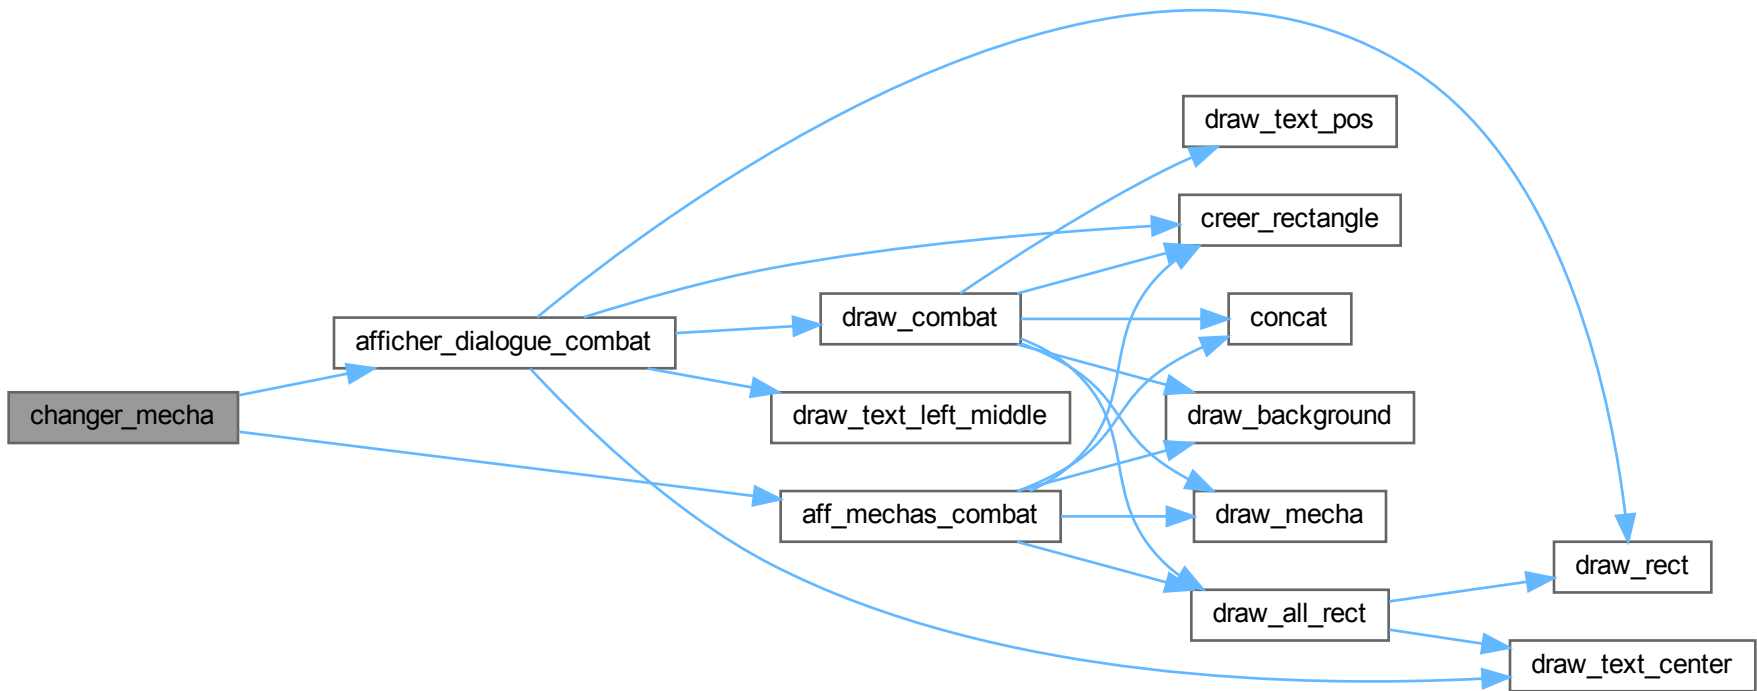 changer_mecha
afficher_dialogue_combat
aff_mechas_combat
draw_combat
draw_text_left_middle
draw_text_pos
creer_rectangle
concat
draw_background
draw_mecha
draw_all_rect
draw_rect
draw_text_center